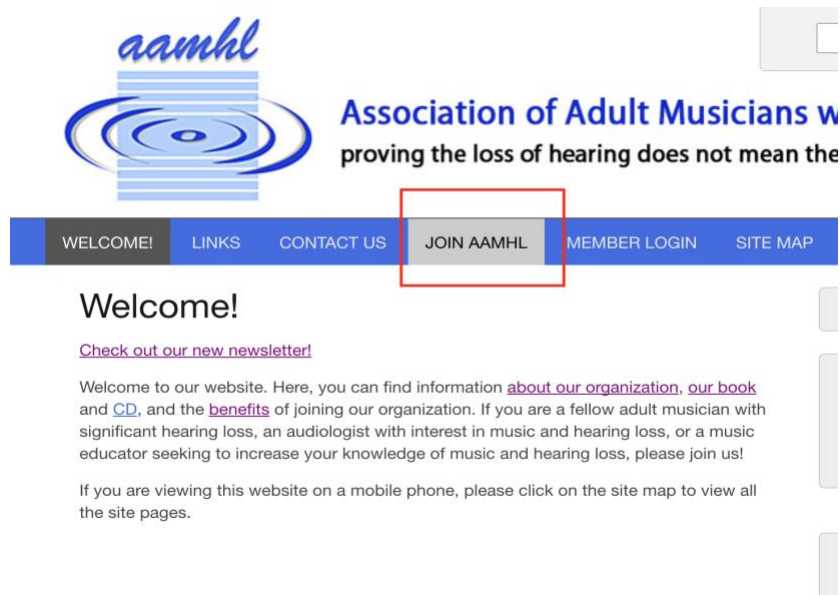 aamhl
Association of Adult Musicians w
proving the loss of hearing does not mean the
WELCOME! LINKS CONTACT US JOIN AAMHL MEMBER LOGIN SITE MAP
Welcome!
Check out our new newsletter!
Welcome to our website. Here, you can find information about our organization, our book
and CD, and the benefits of joining our organization. If you are a fellow adult musician with
significant hearing loss, an audiologist with interest in music and hearing loss, or a music
educator seeking to increase your knowledge of music and hearing loss, please join us!
If you are viewing this website on a mobile phone, please click on the site map to view all
the site pages.